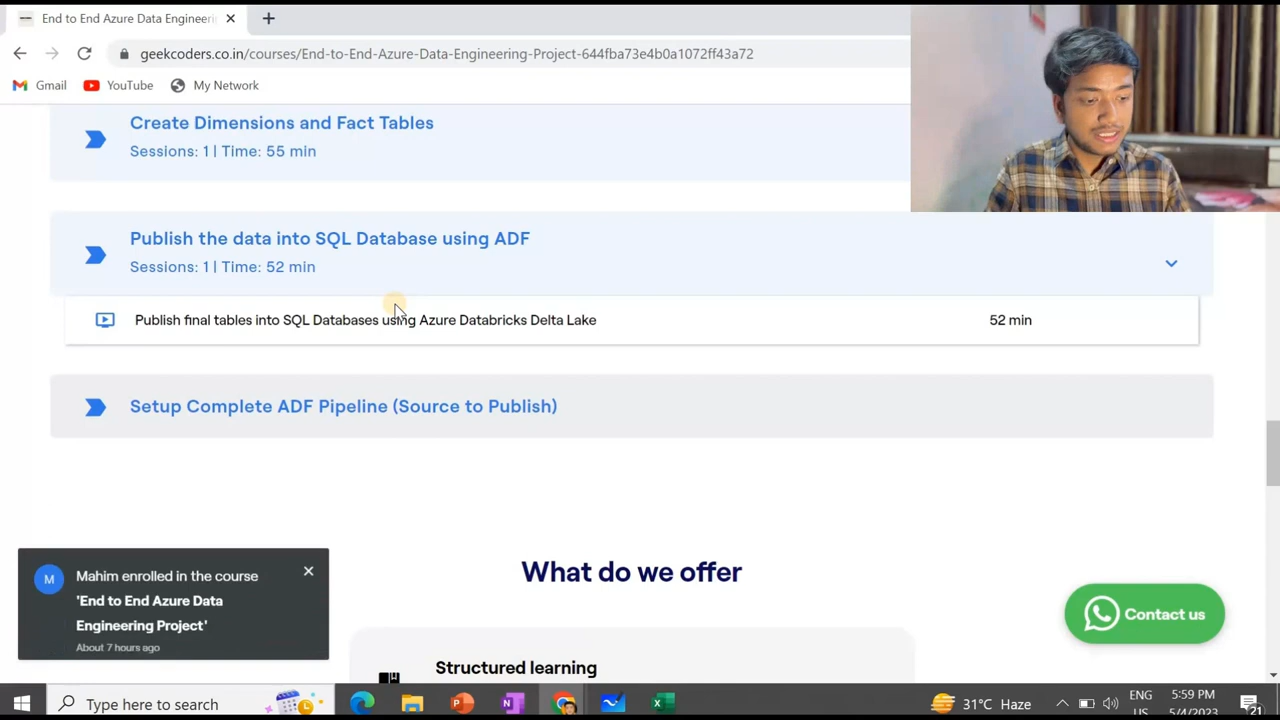 End to End Azure Data Engineeri
geekcoders.co.in/courses/End-to-End-Azure-Data-Engineering-Project-644fba73e4b0a1072ff43a72
Gmail
YouTube
My Network
Create Dimensions and Fact Tables
Sessions: 1 | Time: 55 min
Publish the data into SQL Database using ADF
Sessions: 1 | Time: 52 min
Publish final tables into SQL Databases using Azure Databricks Delta Lake
52 min
Setup Complete ADF Pipeline (Source to Publish)
What do we offer
M
Mahim enrolled in the course
'End to End Azure Data
Engineering Project'
About 7 hours ago
Contact us
Structured learning
Type here to search
31°C Haze
ENG
US
5:59 PM
5/4/2023
21